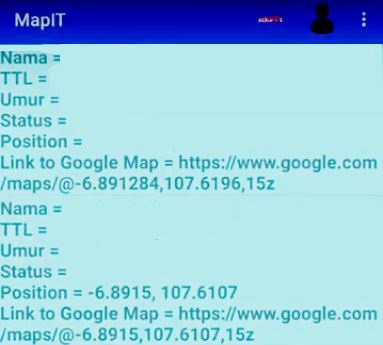 MapIT
Nama =
TTL =
Umur =
Status =
Position =
Link to Google Map = https://www.google.com
/maps/@-6.891284,107.6196,15z
Nama =
TTL =
Umur =
Status =
Position = -6.8915, 107.6107
Link to Google Map = https://www.google.com
/maps/@-6.8915,107.6107,15z